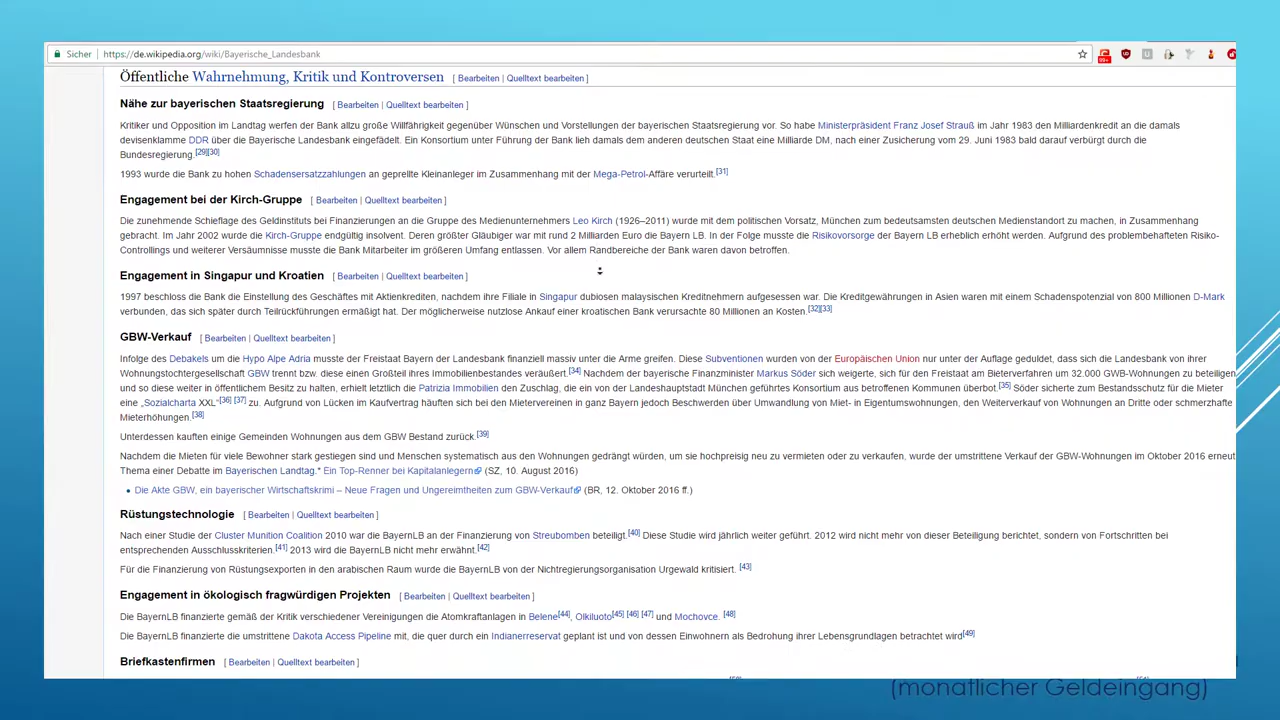 Sicher https://de.wikipedia.org/wiki/Bayerische_Landesbank
99+
Öffentliche Wahrnehmung, Kritik und Kontroversen [ Bearbeiten | Quelltext bearbeiten ]
Nähe zur bayerischen Staatsregierung [ Bearbeiten | Quelltext bearbeiten ]
Kritiker und Opposition im Landtag werfen der Bank allzu große Willfährigkeit gegenüber Wünschen und Vorstellungen der bayerischen Staatsregierung vor. So habe Ministerpräsident Franz Josef Strauß im Jahr 1983 den Milliardenkredit an die damals
devisenklamme DDR über die Bayerische Landesbank eingefädelt. Ein Konsortium unter Führung der Bank lieh damals dem anderen deutschen Staat eine Milliarde DM, nach einer Zusicherung vom 29. Juni 1983 bald darauf verbürgt durch die
Bundesregierung.[29][30]
1993 wurde die Bank zu hohen Schadensersatzzahlungen an geprellte Kleinanleger im Zusammenhang mit der Mega-Petrol-Affäre verurteilt.[31]
Engagement bei der Kirch-Gruppe [ Bearbeiten | Quelltext bearbeiten ]
Die zunehmende Schieflage des Geldinstituts bei Finanzierungen an die Gruppe des Medienunternehmers Leo Kirch (1926–2011) wurde mit dem politischen Vorsatz, München zum bedeutsamsten deutschen Medienstandort zu machen, in Zusammenhang
gebracht. Im Jahr 2002 wurde die Kirch-Gruppe endgültig insolvent. Deren größter Gläubiger war mit rund 2 Milliarden Euro die Bayern LB. In der Folge musste die Risikovorsorge der Bayern LB erheblich erhöht werden. Aufgrund des problembehafteten Risiko-
Controllings und weiterer Versäumnisse musste die Bank Mitarbeiter im größeren Umfang entlassen. Vor allem Randbereiche der Bank waren davon betroffen.
Engagement in Singapur und Kroatien [ Bearbeiten | Quelltext bearbeiten ]
1997 beschloss die Bank die Einstellung des Geschäftes mit Aktienkrediten, nachdem ihre Filiale in Singapur dubiosen malaysischen Kreditnehmern aufgesessen war. Die Kreditgewährungen in Asien waren mit einem Schadenspotenzial von 800 Millionen D-Mark
verbunden, das sich später durch Teilrückführungen ermäßigt hat. Der möglicherweise nutzlose Ankauf einer kroatischen Bank verursachte 80 Millionen an Kosten.[32][33]
GBW-Verkauf [ Bearbeiten | Quelltext bearbeiten ]
Infolge des Debakels um die Hypo Alpe Adria musste der Freistaat Bayern der Landesbank finanziell massiv unter die Arme greifen. Diese Subventionen wurden von der Europäischen Union nur unter der Auflage geduldet, dass sich die Landesbank von ihrer
Wohnungstochtergesellschaft GBW trennt bzw. diese einen Großteil ihres Immobilienbestandes veräußert.[34] Nachdem der bayerische Finanzminister Markus Söder sich weigerte, sich für den Freistaat am Bieterverfahren um 32.000 GWB-Wohnungen zu beteiligen
und so diese weiter in öffentlichem Besitz zu halten, erhielt letztlich die Patrizia Immobilien den Zuschlag, die ein von der Landeshauptstadt München geführtes Konsortium aus betroffenen Kommunen überbot.[35] Söder sicherte zum Bestandsschutz für die Mieter
eine „Sozialcharta XXL“[36] [37] zu. Aufgrund von Lücken im Kaufvertrag häuften sich bei den Mietervereinen in ganz Bayern jedoch Beschwerden über Umwandlung von Miet- in Eigentumswohnungen, den Weiterverkauf von Wohnungen an Dritte oder schmerzhafte
Mieterhöhungen.[38]
Unterdessen kauften einige Gemeinden Wohnungen aus dem GBW Bestand zurück.[39]
Nachdem die Mieten für viele Bewohner stark gestiegen sind und Menschen systematisch aus den Wohnungen gedrängt würden, um sie hochpreisig neu zu vermieten oder zu verkaufen, wurde der umstrittene Verkauf der GBW-Wohnungen im Oktober 2016 erneut
Thema einer Debatte im Bayerischen Landtag.* Ein Top-Renner bei Kapitalanlegern (SZ, 10. August 2016)
• Die Akte GBW, ein bayerischer Wirtschaftskrimi – Neue Fragen und Ungereimtheiten zum GBW-Verkauf (BR, 12. Oktober 2016 ff.)
Rüstungstechnologie [ Bearbeiten | Quelltext bearbeiten ]
Nach einer Studie der Cluster Munition Coalition 2010 war die BayernLB an der Finanzierung von Streubomben beteiligt.[40] Diese Studie wird jährlich weiter geführt. 2012 wird nicht mehr von dieser Beteiligung berichtet, sondern von Fortschritten bei
entsprechenden Ausschlusskriterien.[41] 2013 wird die BayernLB nicht mehr erwähnt.[42]
Für die Finanzierung von Rüstungsexporten in den arabischen Raum wurde die BayernLB von der Nichtregierungsorganisation Urgewald kritisiert. [43]
Engagement in ökologisch fragwürdigen Projekten [ Bearbeiten | Quelltext bearbeiten ]
Die BayernLB finanzierte gemäß der Kritik verschiedener Vereinigungen die Atomkraftanlagen in Belene[44], Olkiluoto[45] [46] [47] und Mochovce. [48]
Die BayernLB finanzierte die umstrittene Dakota Access Pipeline mit, die quer durch ein Indianerreservat geplant ist und von dessen Einwohnern als Bedrohung ihrer Lebensgrundlagen betrachtet wird[49]
Briefkastenfirmen [ Bearbeiten | Quelltext bearbeiten ]
(monatlicher Geldeingang)